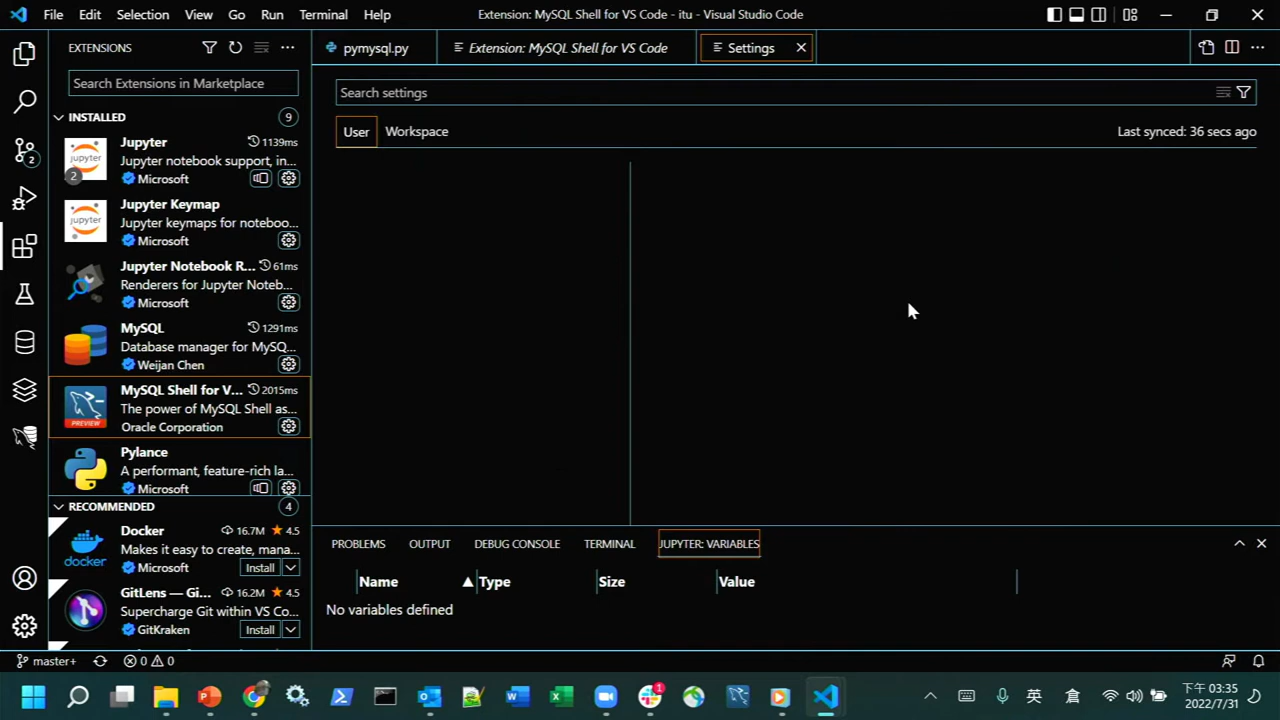 File Edit Selection View Go Run Terminal Help
Extension: MySQL Shell for VS Code - itu - Visual Studio Code
EXTENSIONS
pymysql.py
Extension: MySQL Shell for VS Code
Settings
Search Extensions in Marketplace
Search settings
INSTALLED 9
User Workspace
Last synced: 36 secs ago
Jupyter 1139ms
Jupyter notebook support, in...
Microsoft
jupyter
2
2
Jupyter Keymap
Jupyter keymaps for notebo...
Microsoft
jupyter
Jupyter Notebook R... 61ms
Renderers for Jupyter Noteb...
Microsoft
MySQL 1291ms
Database manager for MySQ...
Weijan Chen
MySQL Shell for V... 2015ms
The power of MySQL Shell as...
Oracle Corporation
PREVIEW
Pylance
A performant, feature-rich la...
Microsoft
RECOMMENDED 4
Docker 16.7M 4.5
Makes it easy to create, mana...
Microsoft Install
docker
GitLens — Gi... 16.2M 4.5
Supercharge Git within VS Co...
GitKraken Install
PROBLEMS OUTPUT DEBUG CONSOLE TERMINAL JUPYTER: VARIABLES
Name Type Size Value
No variables defined
master+ 0 0
1
英
倉
下午 03:35
2022/7/31